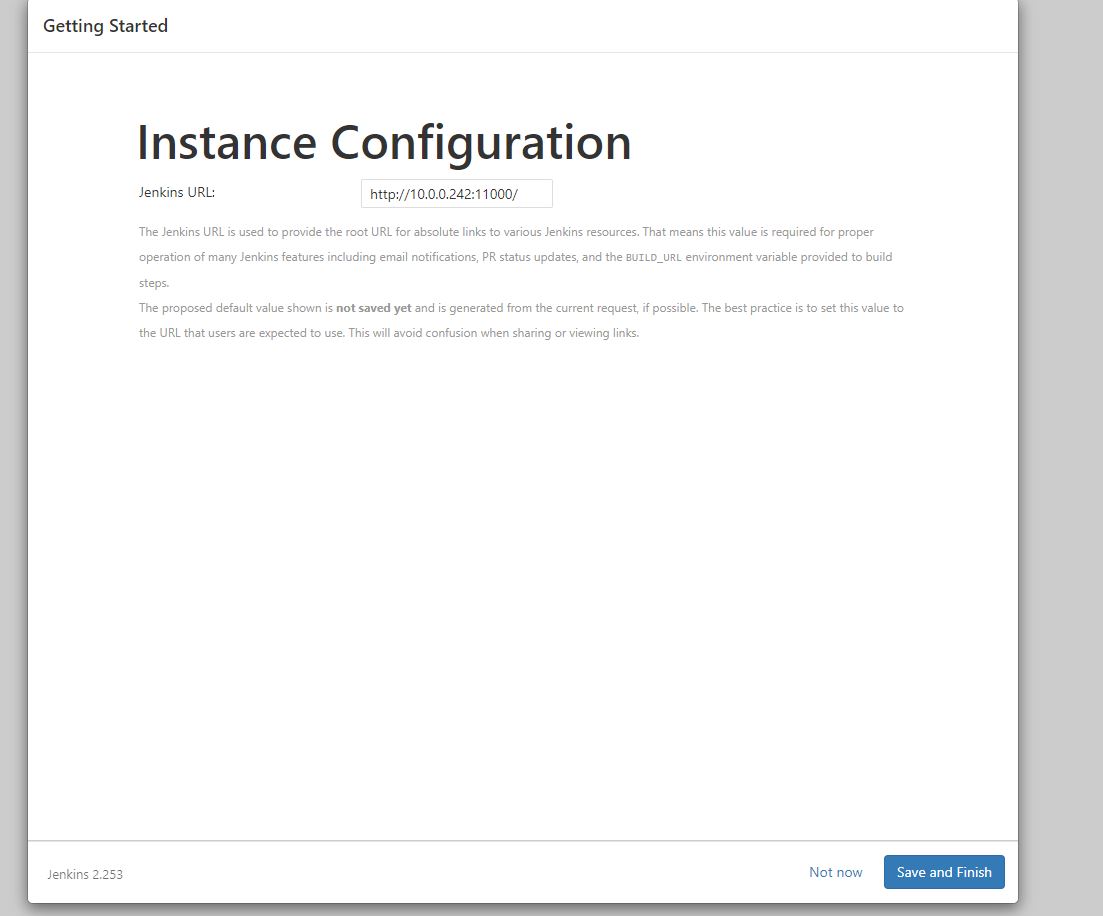 Getting Started
Instance Configuration
Jenkins URL:
http://10.0.0.242:11000/
The Jenkins URL is used to provide the root URL for absolute links to various Jenkins resources. That means this value is required for proper
operation of many Jenkins features including email notifications, PR status updates, and the BUILD_URL environment variable provided to build
steps.
The proposed default value shown is not saved yet and is generated from the current request, if possible. The best practice is to set this value to
the URL that users are expected to use. This will avoid confusion when sharing or viewing links.
Jenkins 2.253
Not now
Save and Finish